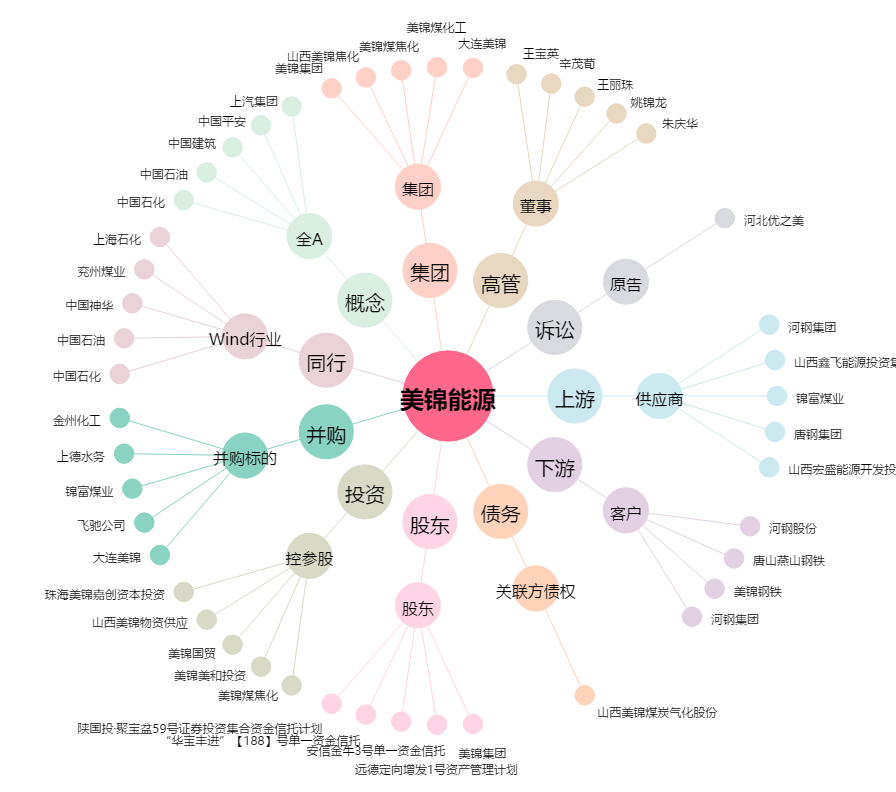 美锦煤化工
美锦煤焦化
大连美锦
山西美锦焦化
美锦集团
王宝英
辛茂荀
王丽珠
姚锦龙
朱庆华
上汽集团
中国平安
中国建筑
中国石油
中国石化
集团
董事
河北优之美
全A
上海石化
兖州煤业
中国神华
中国石油
中国石化
集团
高管
原告
概念
诉讼
河钢集团
Wind行业
同行
山西鑫飞能源投资集
美锦能源
上游
供应商
锦富煤业
唐钢集团
山西宏盛能源开发投
金州化工
上德水务
锦富煤业
飞驰公司
大连美锦
并购
并购标的
下游
投资
股东
债务
客户
河钢股份
唐山燕山钢铁
美锦钢铁
河钢集团
控参股
珠海美锦嘉创资本投资
山西美锦物资供应
美锦国贸
美锦美和投资
美锦煤焦化
关联方债权
股东
山西美锦煤炭气化股份
陕国投·聚宝盆59号证券投资集合资金信托计划
“华宝丰进”【188】号单一资金信托
安信金牛3号单一资金信托
美锦集团
远德定向增发1号资产管理计划